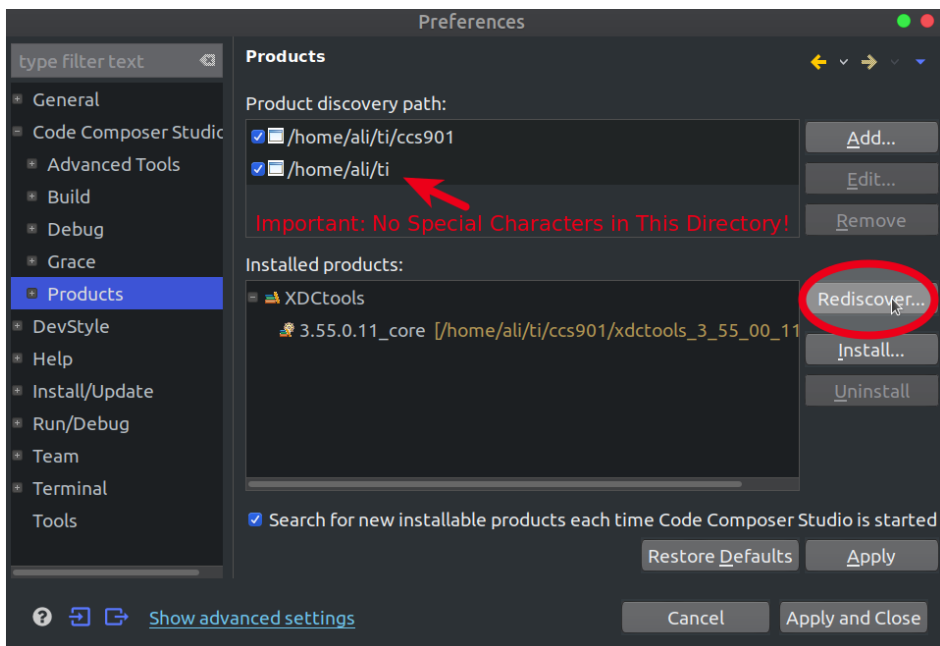 Preferences
type filter text
General
Code Composer Studio
Advanced Tools
Build
Debug
Grace
Products
DevStyle
Help
Install/Update
Run/Debug
Team
Terminal
Tools
Products
Product discovery path:
/home/ali/ti/ccs901
/home/ali/ti
Important: No Special Characters in This Directory!
Add...
Edit...
Remove
Installed products:
XDCtools
3.55.0.11_core [/home/ali/ti/ccs901/xdctools_3_55_00_11
Rediscover...
Install...
Uninstall
Search for new installable products each time Code Composer Studio is started
Restore Defaults
Apply
Show advanced settings
Cancel
Apply and Close